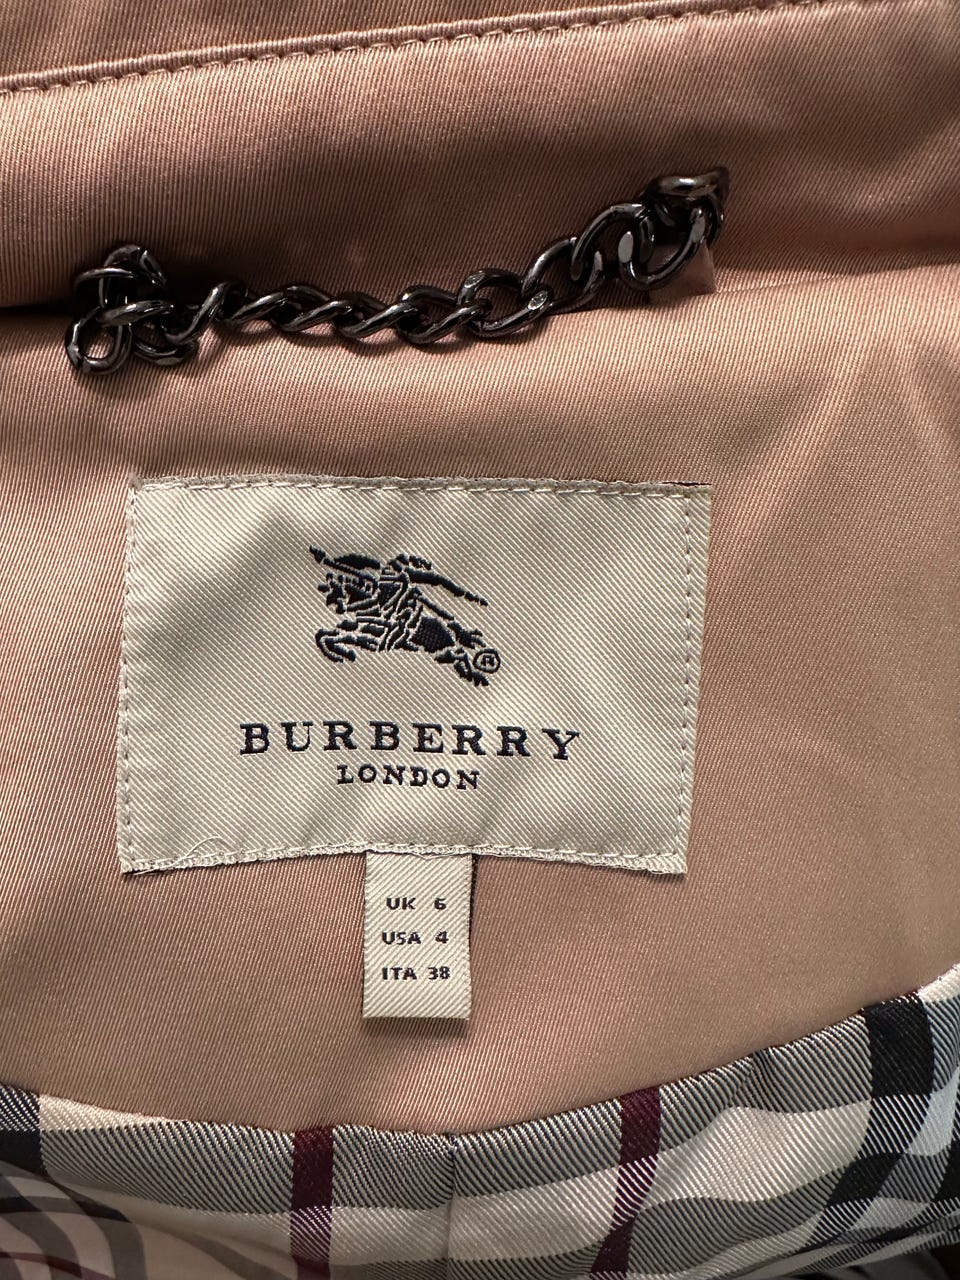 ®
BURBERRY
LONDON
UK 6
USA 4
ITA 38